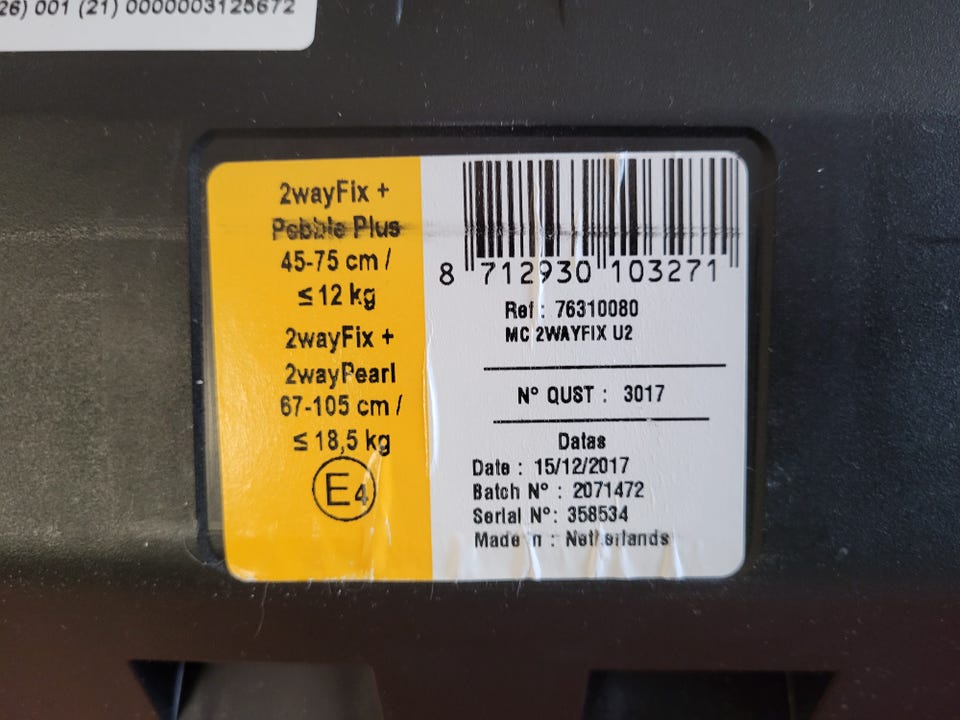 26) 001 (21) 0000003125672
2wayFix +
Pebble Plus
45-75 cm /
≤ 12 kg
2wayFix +
2wayPearl
67-105 cm /
≤ 18,5 kg
E4
8 712930 103271
Ref : 76310080
MC 2WAYFIX U2
N° QUST : 3017
Datas
Date : 15/12/2017
Batch N° : 2071472
Serial N° : 358534
Made in : Netherlands